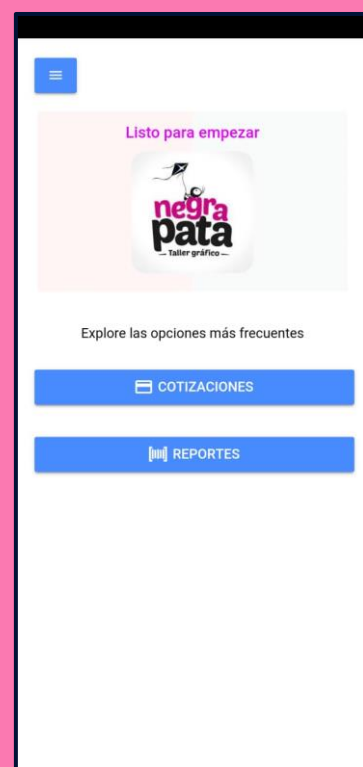 Listo para empezar
negra
pata
Taller gráfico
Explore las opciones más frecuentes
COTIZACIONES
REPORTES